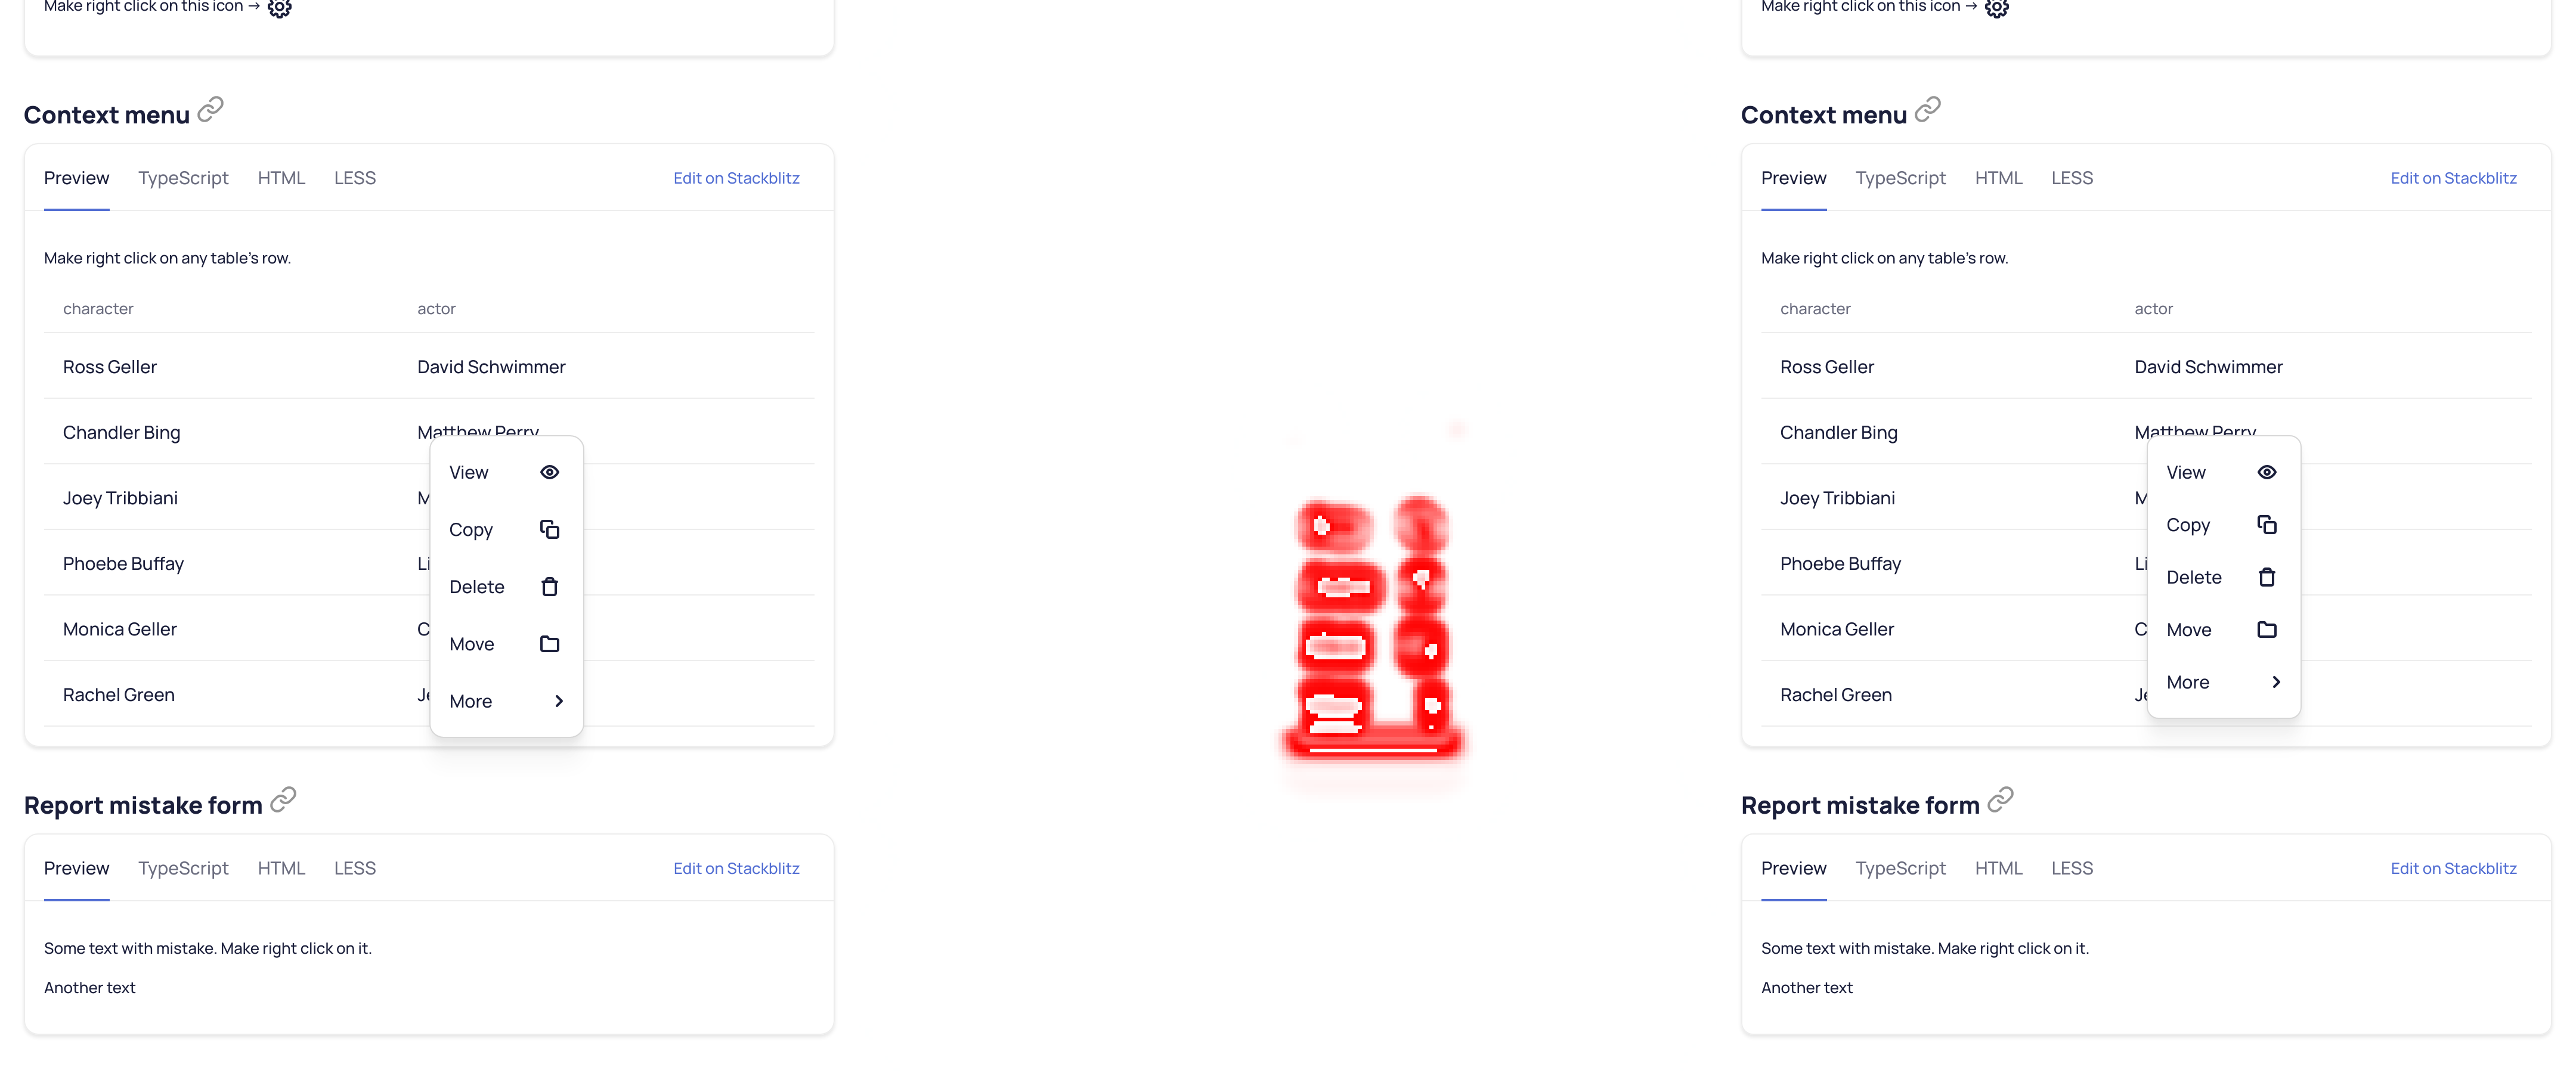 Make right click on this icon →
Context menu
Preview TypeScript HTML LESS Edit on Stackblitz
Make right click on any table's row.
character actor
Ross Geller David Schwimmer
Chandler Bing Matthew Perry
View
Joey Tribbiani M
Copy
Phoebe Buffay Li
Delete
Monica Geller C
Move
Rachel Green Je
More
Report mistake form
Preview TypeScript HTML LESS Edit on Stackblitz
Some text with mistake. Make right click on it.
Another text
Make right click on this icon →
Context menu
Preview TypeScript HTML LESS Edit on Stackblitz
Make right click on any table's row.
character actor
Ross Geller David Schwimmer
Chandler Bing Matthew Perry
View
Joey Tribbiani M
Copy
Phoebe Buffay Li
Delete
Monica Geller C
Move
Rachel Green Je
More
Report mistake form
Preview TypeScript HTML LESS Edit on Stackblitz
Some text with mistake. Make right click on it.
Another text